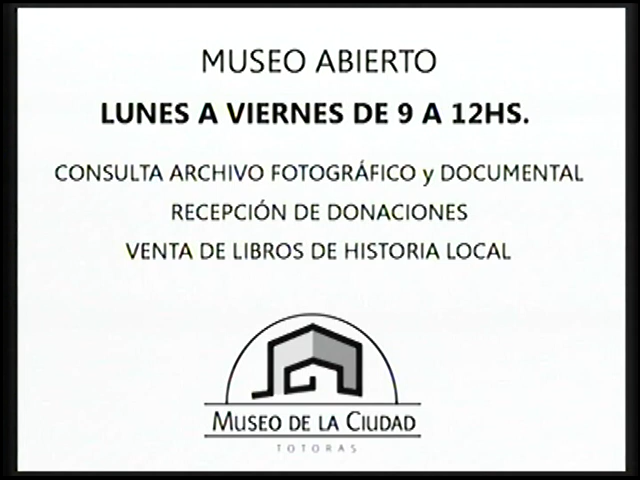 MUSEO ABIERTO
LUNES A VIERNES DE 9 A 12HS.
CONSULTA ARCHIVO FOTOGRÁFICO y DOCUMENTAL
RECEPCIÓN DE DONACIONES
VENTA DE LIBROS DE HISTORIA LOCAL
MUSEO DE LA CIUDAD
TOTORAS